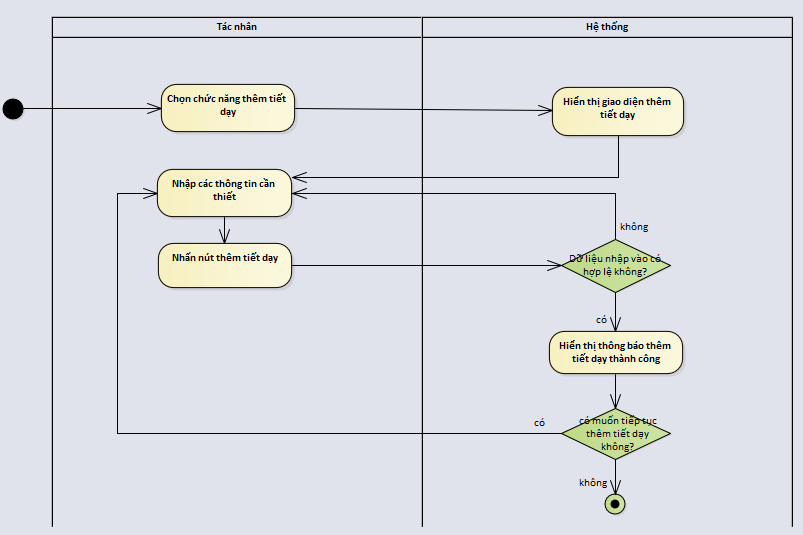 Tác nhân
Hệ thống
Chọn chức năng thêm tiết
dạy
Hiển thị giao diện thêm
tiết dạy
Nhập các thông tin cần
thiết
Nhấn nút thêm tiết dạy
không
Dữ liệu nhập vào có
hợp lệ không?
có
Hiển thị thông báo thêm
tiết dạy thành công
có
có muốn tiếp tục
thêm tiết dạy
không?
không